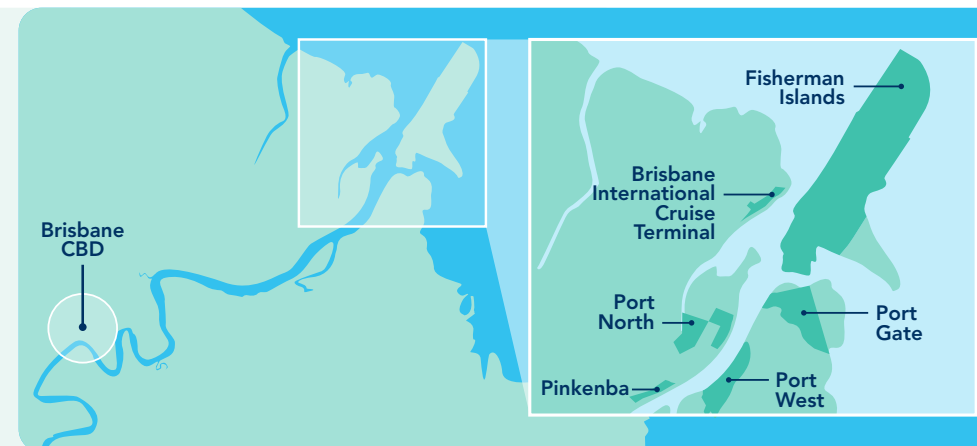 Brisbane
CBD
Fisherman
Islands
Brisbane
International
Cruise
Terminal
Port
North
Port
Gate
Pinkenba
Port
West